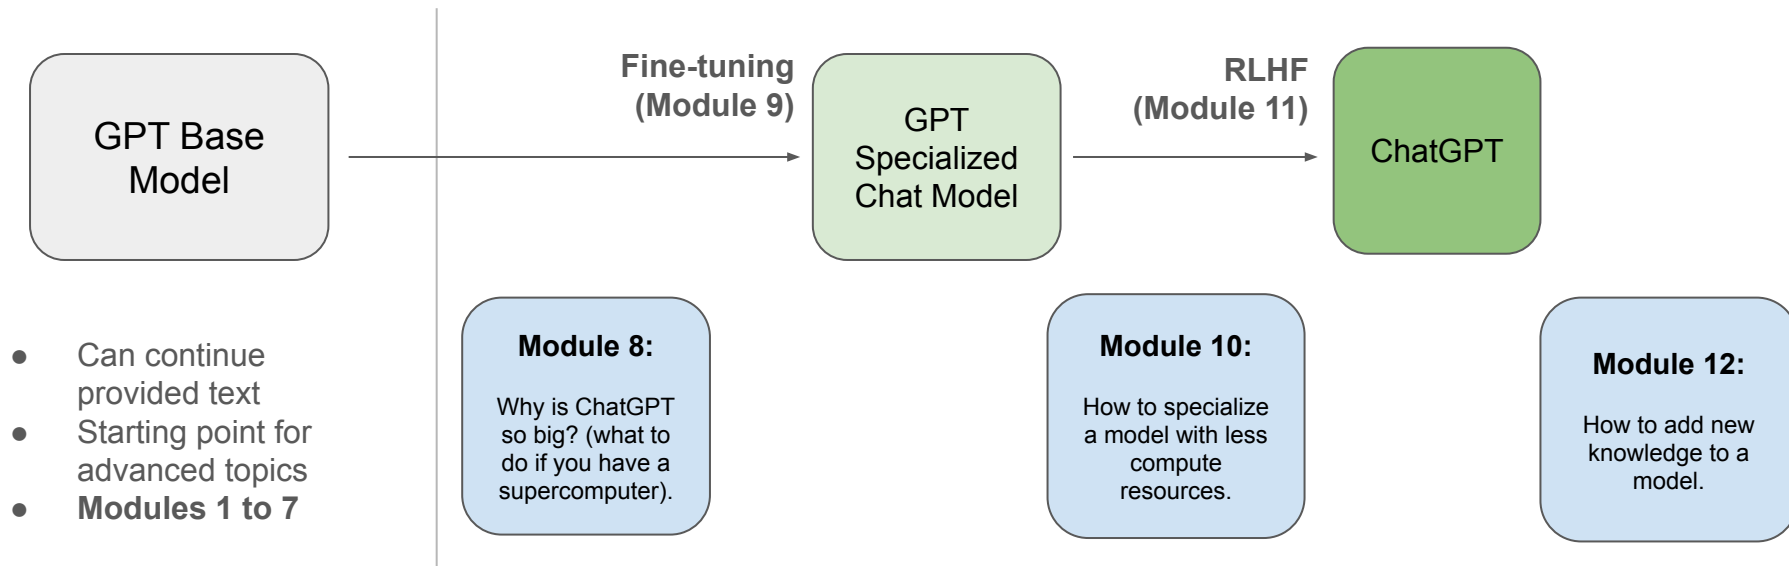 GPT Base
Model
Fine-tuning
(Module 9)
GPT
Specialized
Chat Model
RLHF
(Module 11)
ChatGPT
● Can continue
provided text
● Starting point for
advanced topics
● Modules 1 to 7
Module 8:
Why is ChatGPT
so big? (what to
do if you have a
supercomputer).
Module 10:
How to specialize
a model with less
compute
resources.
Module 12:
How to add new
knowledge to a
model.